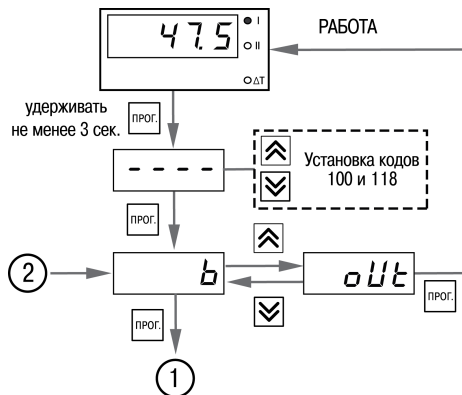 47.5
I
II
ΔT
РАБОТА
удерживать
не менее 3 сек.
ПРОГ.
- - - -
Установка кодов
100 и 118
ПРОГ.
2
b
oUt
ПРОГ.
ПРОГ.
1